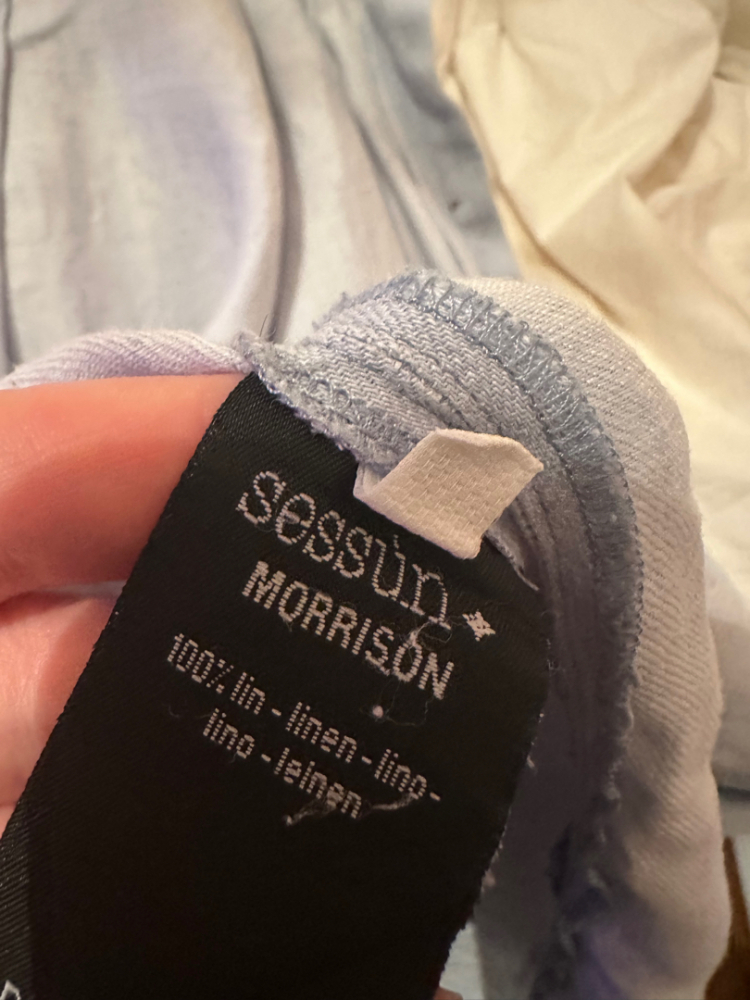 sessùn
MORRISON
100% lin - linen - lino -
lino - leinen